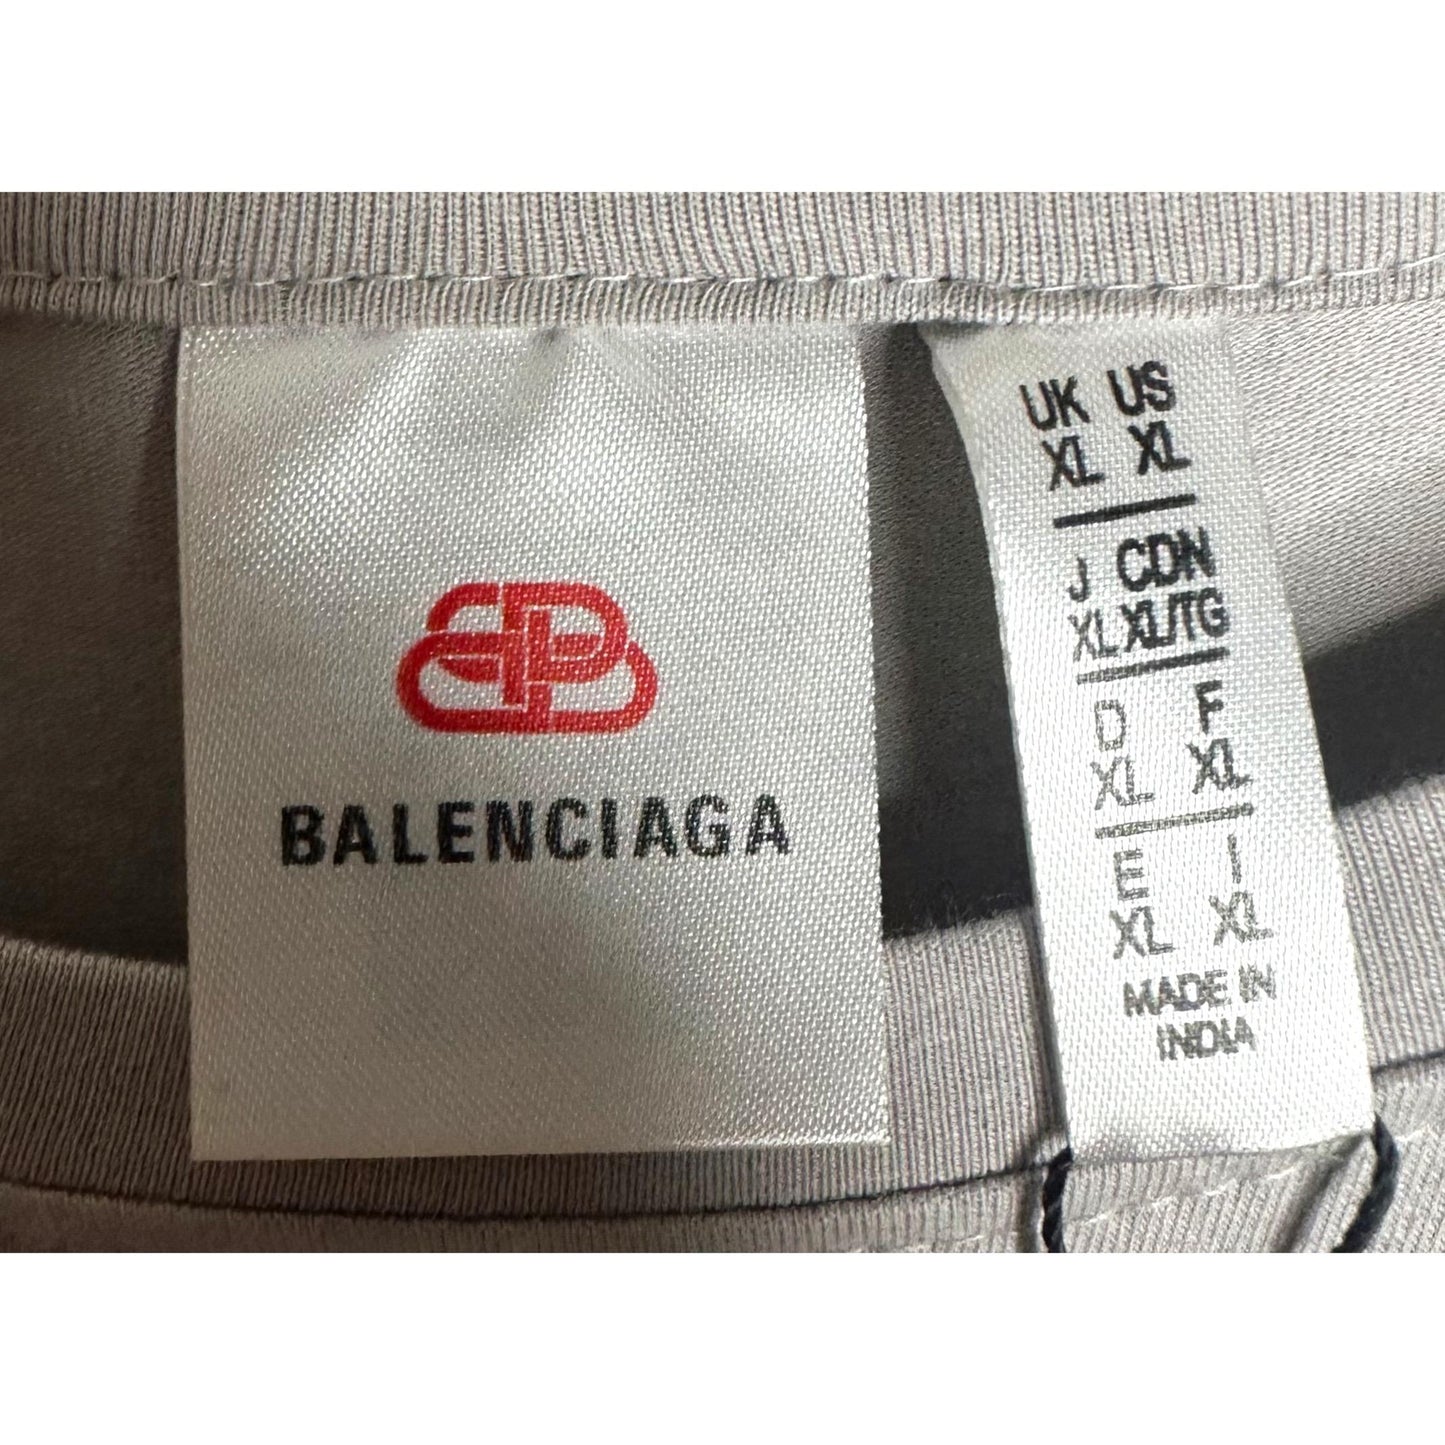 BALENCIAGA
UK US
XL XL
J CDN
XL XL/TG
D F
XL XL
E I
XL XL
MADE IN
INDIA